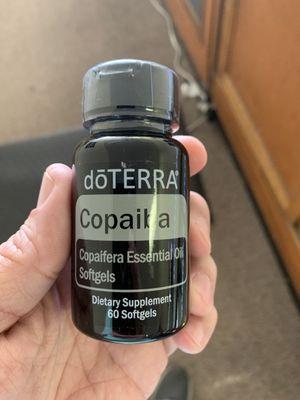 dōTERRA®
Copaiba
Copaifera Essential Oil
Softgels
Dietary Supplement
60 Softgels